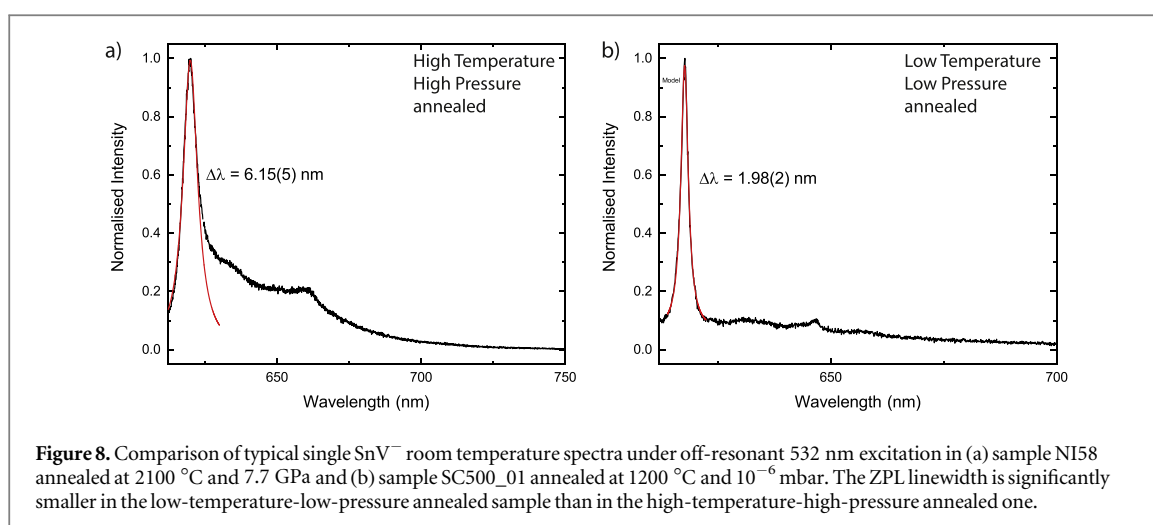 a)
High Temperature
High Pressure
annealed
Δλ = 6.15(5) nm
Normalised Intensity
1.0
0.8
0.6
0.4
0.2
0.0
650
700
750
Wavelength (nm)
b)
Model
Low Temperature
Low Pressure
annealed
Δλ = 1.98(2) nm
Normalised Intensity
1.0
0.8
0.6
0.4
0.2
0.0
650
700
Wavelength (nm)
Figure 8. Comparison of typical single SnV⁻ room temperature spectra under off-resonant 532 nm excitation in (a) sample NI58
annealed at 2100 °C and 7.7 GPa and (b) sample SC500_01 annealed at 1200 °C and 10⁻⁶ mbar. The ZPL linewidth is significantly
smaller in the low-temperature-low-pressure annealed sample than in the high-temperature-high-pressure annealed one.